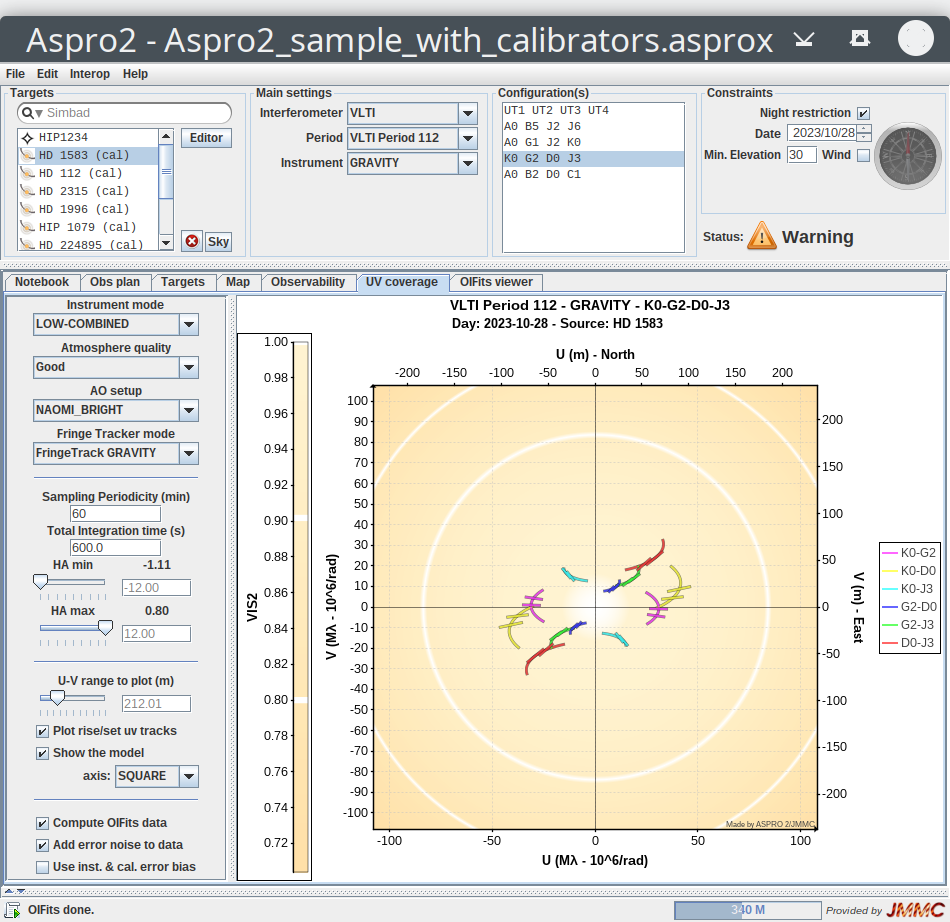 Aspro2 - Aspro2_sample_with_calibrators.asprox
File Edit Interop Help
Targets
Simbad
HIP1234
HD 1583 (cal)
HD 112 (cal)
HD 2315 (cal)
HD 1996 (cal)
HIP 1079 (cal)
HD 224895 (cal)
Editor
Sky
Main settings
Interferometer VLTI
Period VLTI Period 112
Instrument GRAVITY
Configuration(s)
UT1 UT2 UT3 UT4
A0 B5 J2 J6
A0 G1 J2 K0
K0 G2 D0 J3
A0 B2 D0 C1
Constraints
Night restriction
Date 2023/10/28
Min. Elevation 30 Wind
Status: Warning
Notebook Obs plan Targets Map Observability UV coverage OIFits viewer
Instrument mode
LOW-COMBINED
Atmosphere quality
Good
AO setup
NAOMI_BRIGHT
Fringe Tracker mode
FringeTrack GRAVITY
Sampling Periodicity (min)
60
Total Integration time (s)
600.0
HA min -1.11
-12.00
HA max 0.80
12.00
U-V range to plot (m)
212.01
Plot rise/set uv tracks
Show the model
axis: SQUARE
Compute OIFits data
Add error noise to data
Use inst. & cal. error bias
VLTI Period 112 - GRAVITY - K0-G2-D0-J3
Day: 2023-10-28 - Source: HD 1583
1.00
0.98
0.96
0.94
0.92
0.90
0.88
0.86
0.84
0.82
0.80
0.78
0.76
0.74
0.72
VIS2
U (m) - North
-200 -150 -100 -50 0 50 100 150 200
100
90
80
70
60
50
40
30
20
10
0
-10
-20
-30
-40
-50
-60
-70
-80
-90
-100
V (Mλ - 10^6/rad)
200
150
100
50
0
-50
-100
-150
-200
V (m) - East
-100 -50 0 50 100
U (Mλ - 10^6/rad)
Made by ASPRO 2/JMMC
K0-G2
K0-D0
K0-J3
G2-D0
G2-J3
D0-J3
OIFits done.
340 M
Provided by JMMC